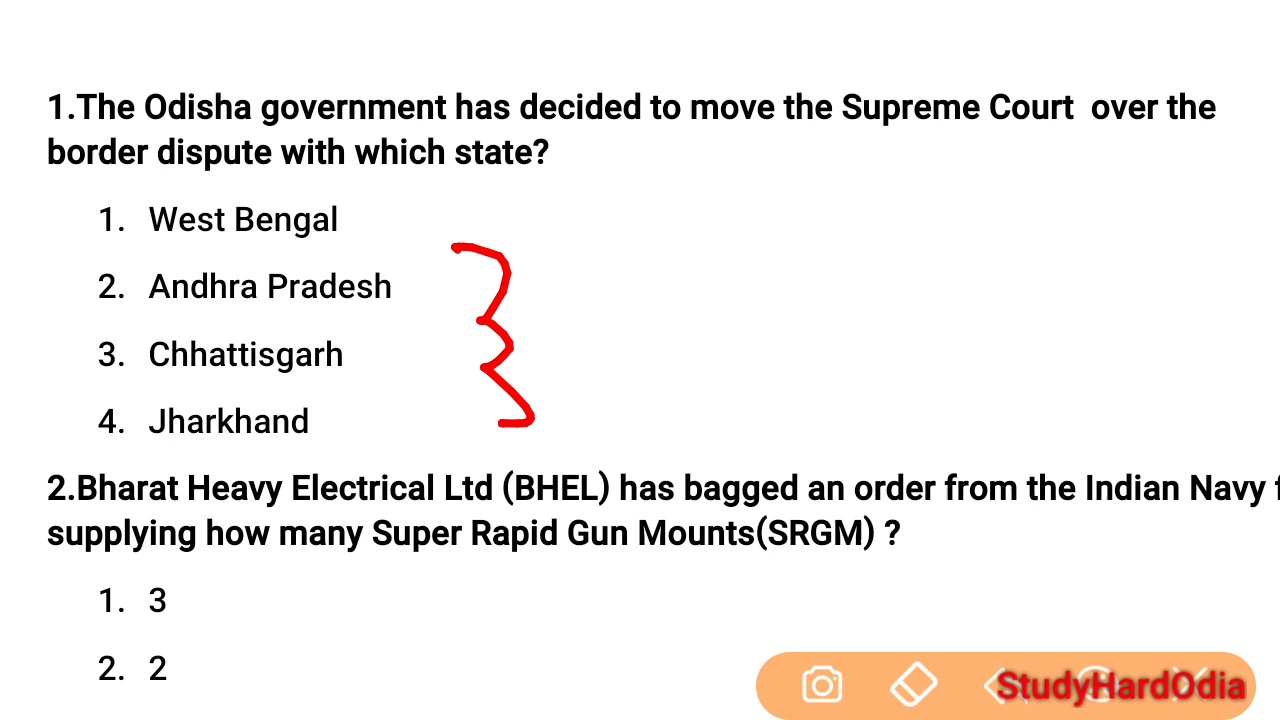 1.The Odisha government has decided to move the Supreme Court over the
border dispute with which state?
1. West Bengal
2. Andhra Pradesh
3. Chhattisgarh
4. Jharkhand
2.Bharat Heavy Electrical Ltd (BHEL) has bagged an order from the Indian Navy
supplying how many Super Rapid Gun Mounts(SRGM) ?
1. 3
2. 2
StudyHardOdia